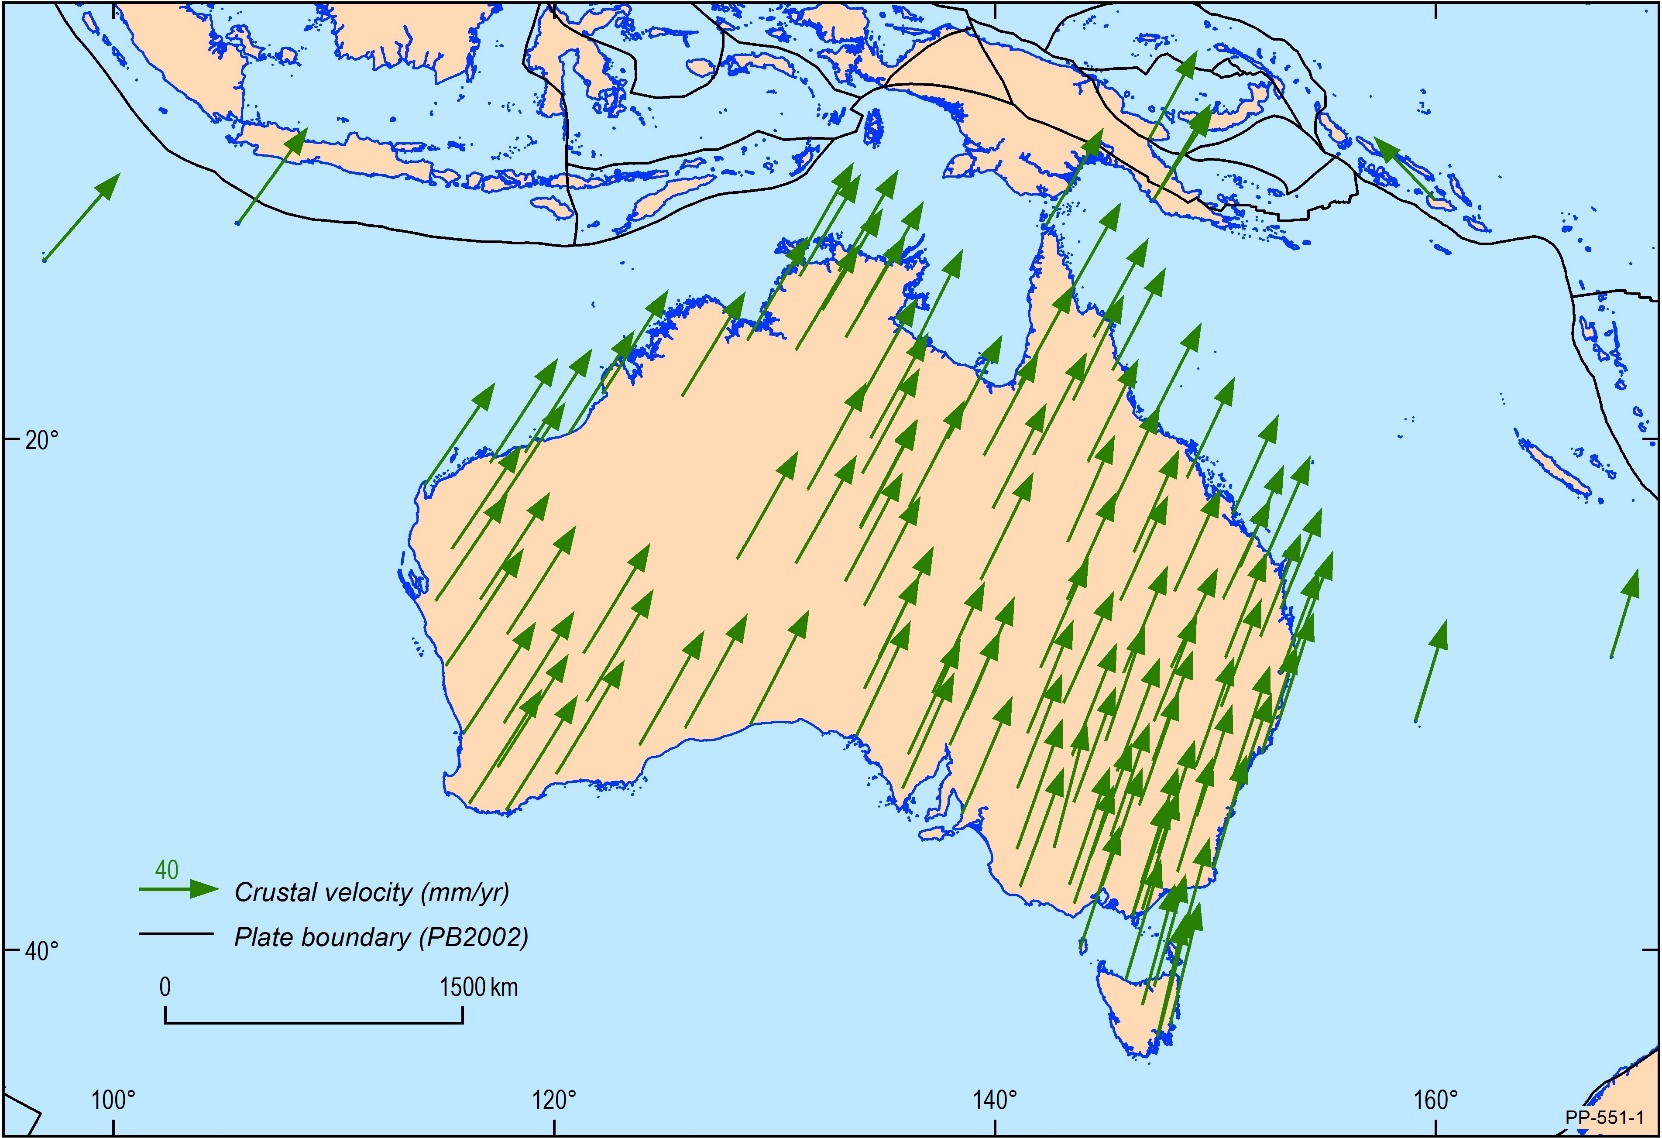 20°
40
Crustal velocity (mm/yr)
Plate boundary (PB2002)
40°
0 1500 km
100° 120° 140° 160°
PP-551-1